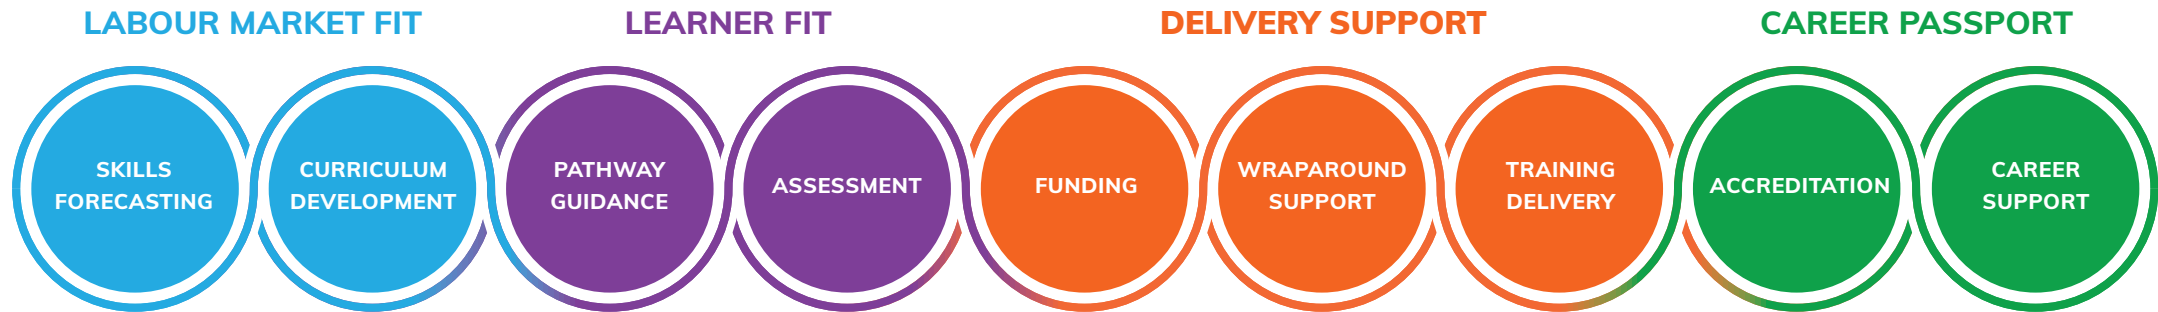 LABOUR MARKET FIT
LEARNER FIT
DELIVERY SUPPORT
CAREER PASSPORT
SKILLS
FORECASTING
CURRICULUM
DEVELOPMENT
PATHWAY
GUIDANCE
ASSESSMENT
FUNDING
WRAPAROUND
SUPPORT
TRAINING
DELIVERY
ACCREDITATION
CAREER
SUPPORT